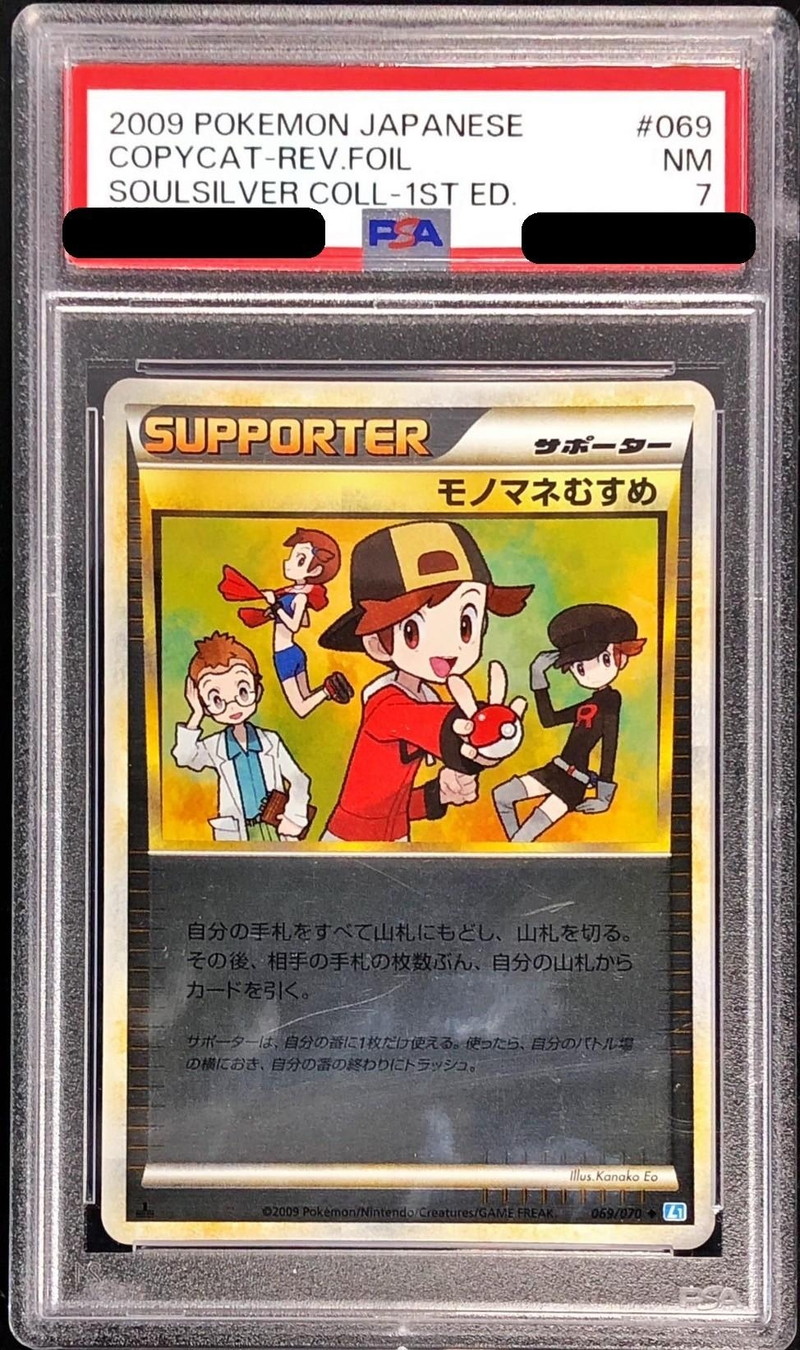 2009 POKEMON JAPANESE #069
COPYCAT-REV.FOIL NM
SOULSILVER COLL-1ST ED. 7
PSA
SUPPORTER サポーター
モノマネむすめ
R
自分の手札をすべて山札にもどし、山札を切る。
その後、相手の手札の枚数ぶん、自分の山札から
カードを引く。
サポーターは、自分の番に1枚だけ使える。使ったら、自分のバトル場
の横におき、自分の番の終わりにトラッシュ。
Illus.Kanako Eo
©2009 Pokémon/Nintendo/Creatures/GAME FREAK. 069/070 ◆ L1
PSA